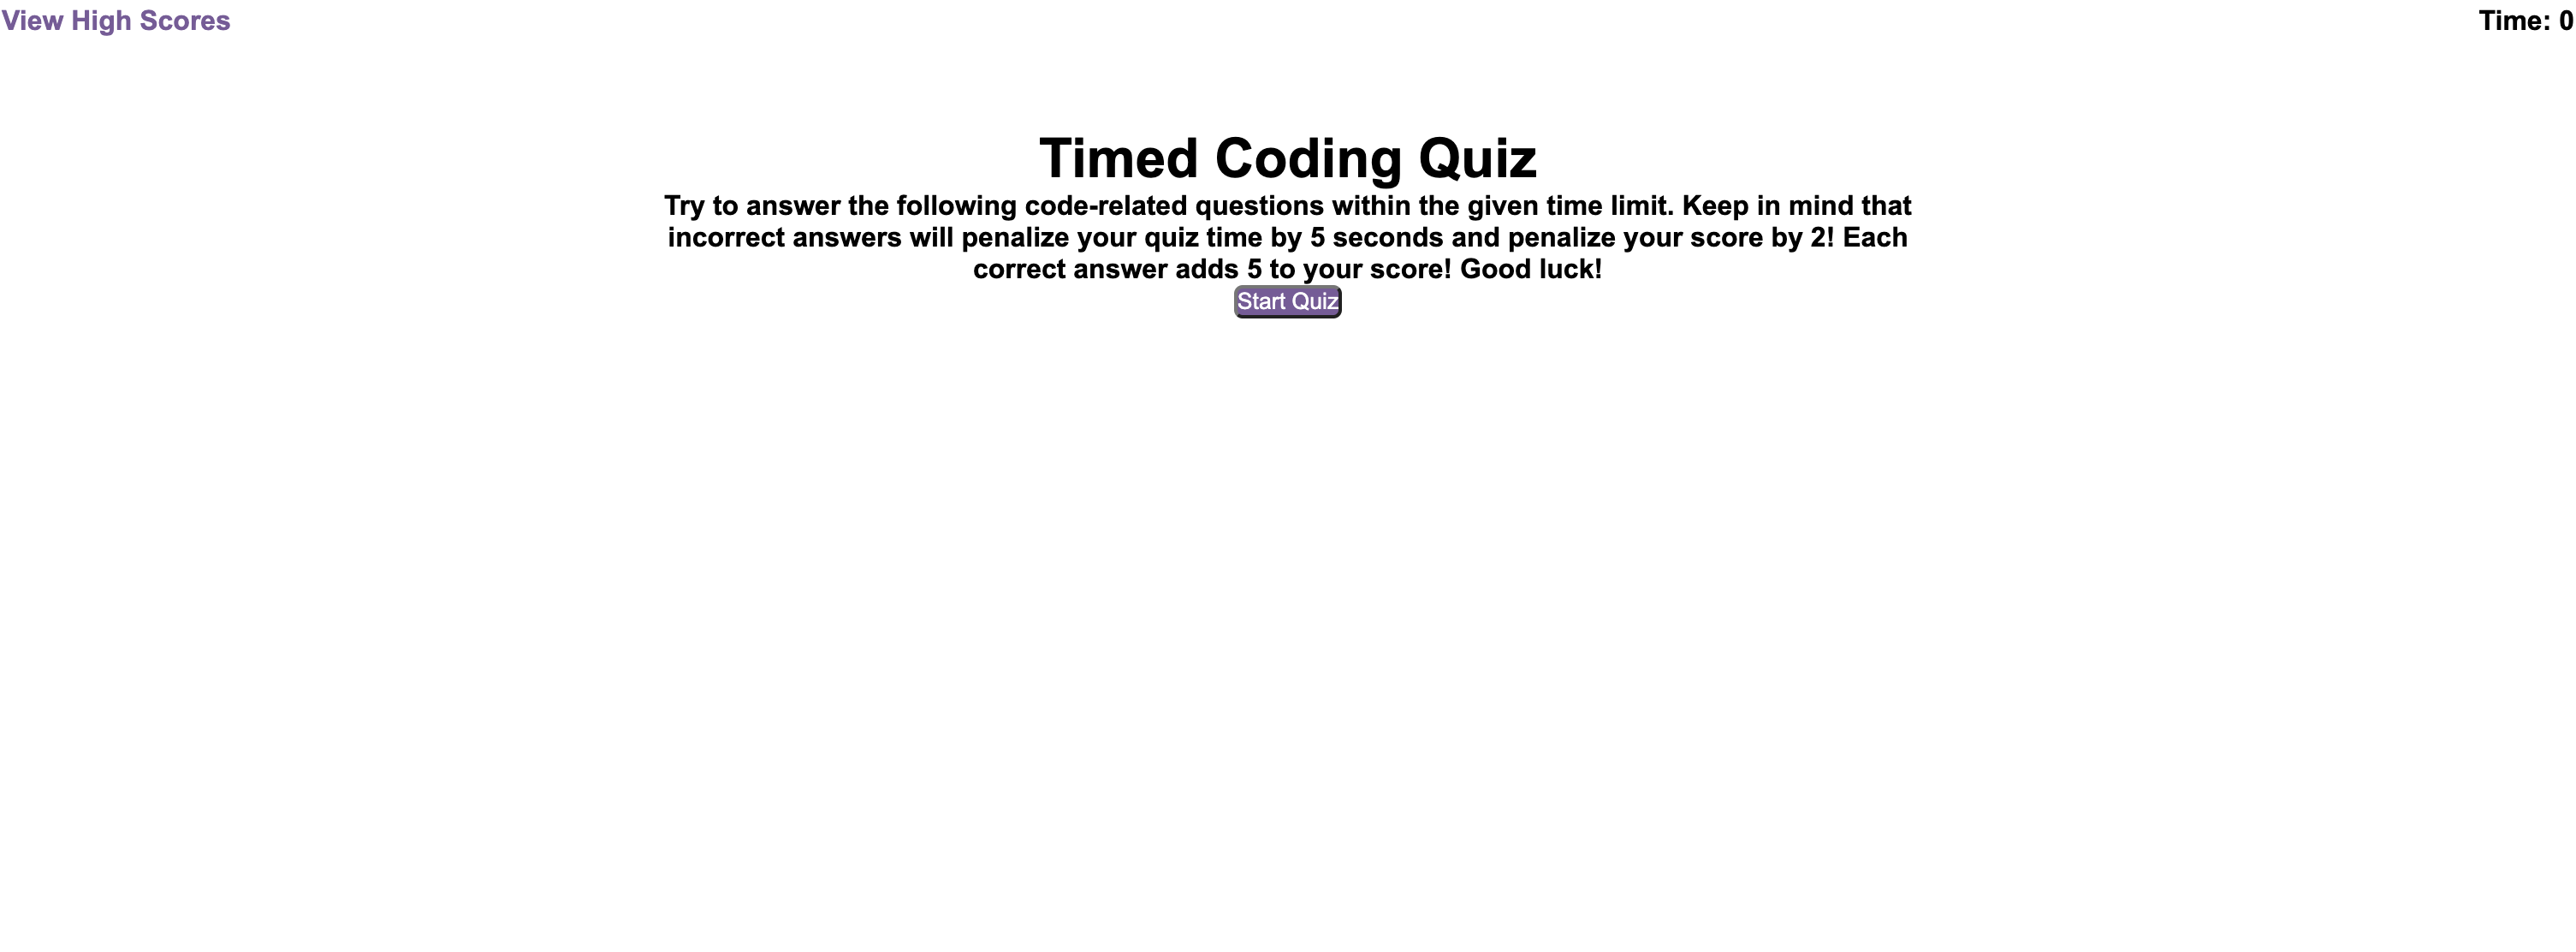 View High Scores
Time: 0
Timed Coding Quiz
Try to answer the following code-related questions within the given time limit. Keep in mind that
incorrect answers will penalize your quiz time by 5 seconds and penalize your score by 2! Each
correct answer adds 5 to your score! Good luck!
Start Quiz